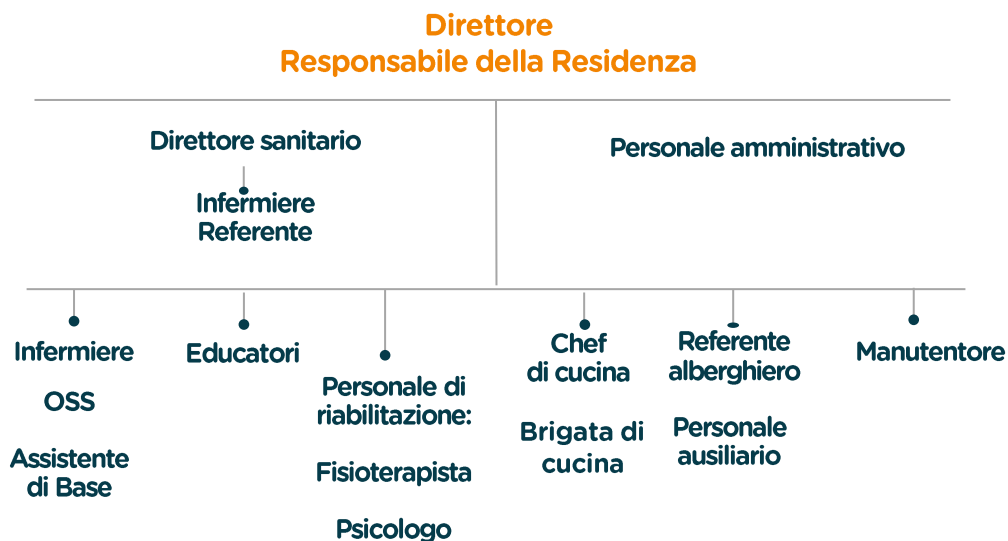 Direttore
Responsabile della Residenza
Direttore sanitario
Personale amministrativo
Infermiere
Referente
Infermiere
OSS
Assistente
di Base
Educatori
Personale di
riabilitazione:
Fisioterapista
Psicologo
Chef
di cucina
Brigata di
cucina
Referente
alberghiero
Personale
ausiliario
Manutentore